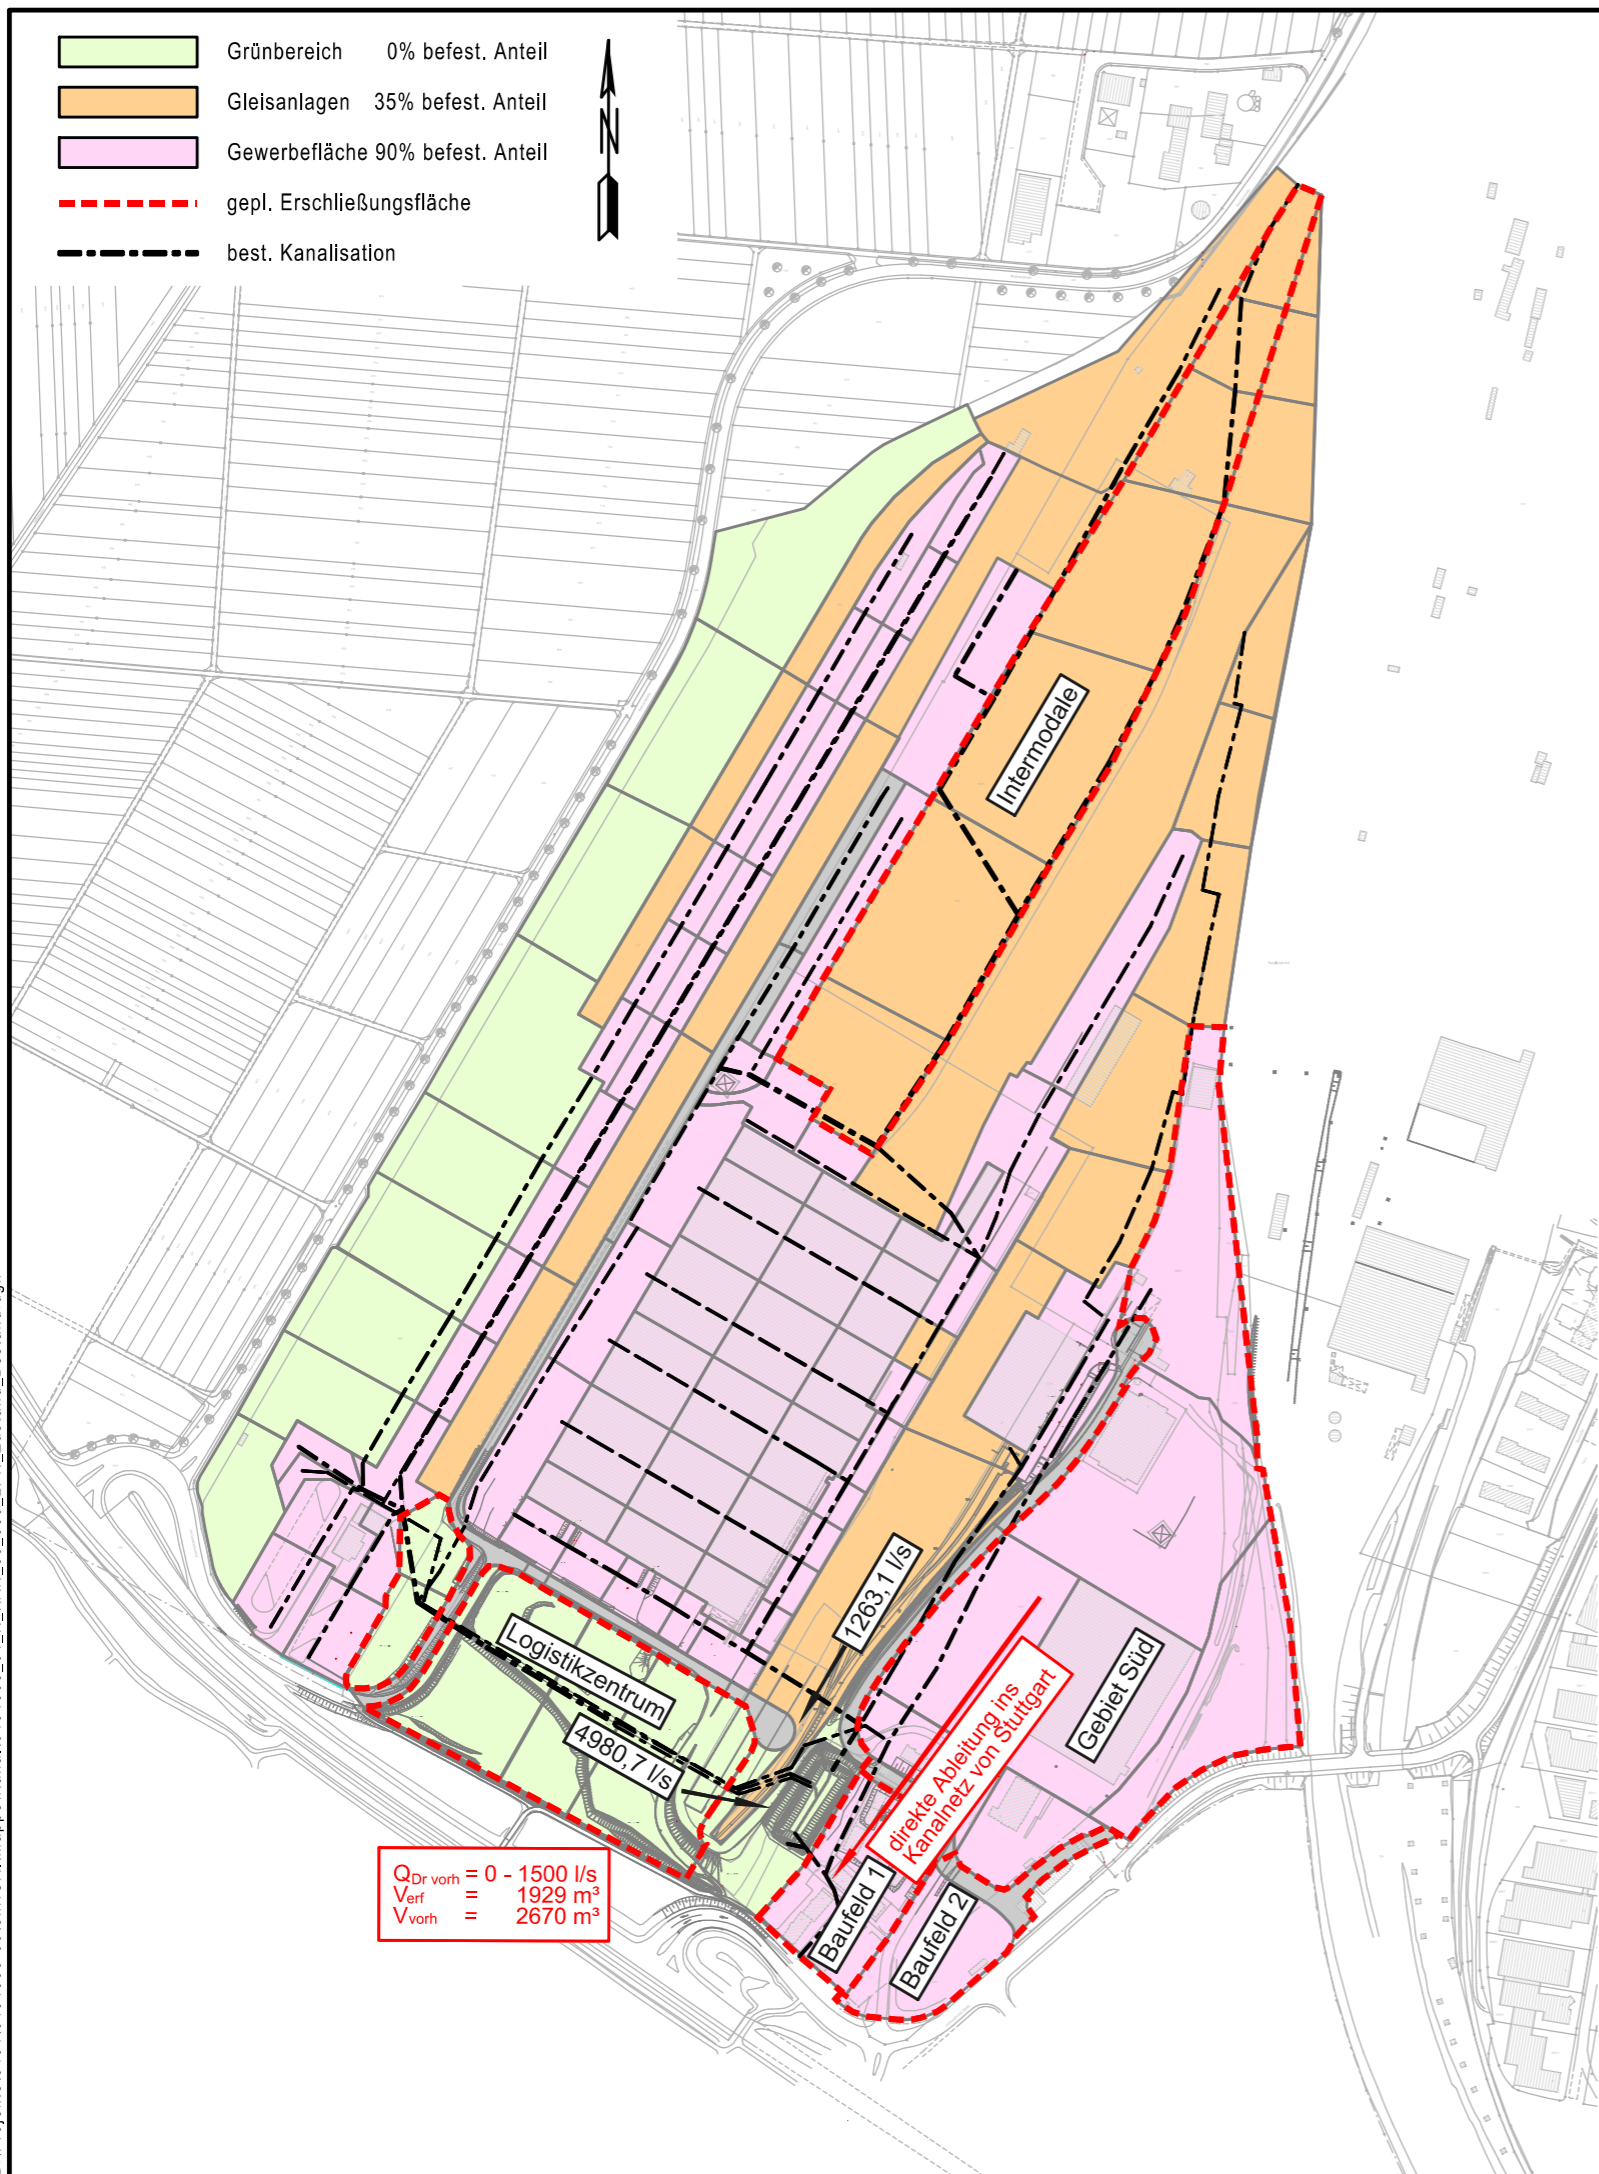 Grünbereich 0% befest. Anteil
Gleisanlagen 35% befest. Anteil
Gewerbefläche 90% befest. Anteil
gepl. Erschließungsfläche
best. Kanalisation
N
Intermodale
1263,1 l/s
Logistikzentrum
4980,7 l/s
direkte Ableitung ins
Kanalnetz von Stuttgart
Gebiet Süd
Baufeld 1
Baufeld 2
QDr vorh = 0 - 1500 l/s
Verf = 1929 m³
Vvorh = 2670 m³